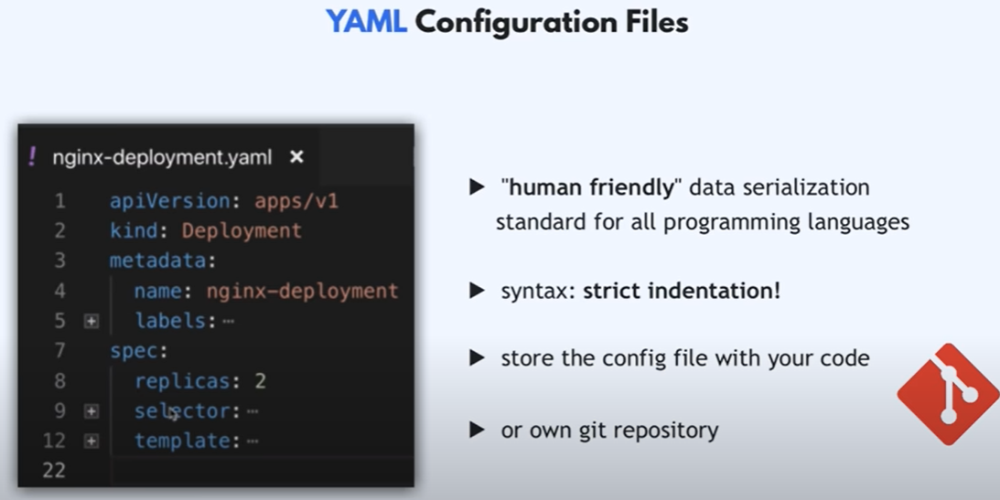 YAML Configuration Files
! nginx-deployment.yaml ×
1 apiVersion: apps/v1
2 kind: Deployment
3 metadata:
4   name: nginx-deployment
5   labels:⋯
7 spec:
8   replicas: 2
9   selector:⋯
12   template:⋯
22
▶ "human friendly" data serialization
standard for all programming languages
▶ syntax: strict indentation!
▶ store the config file with your code
▶ or own git repository